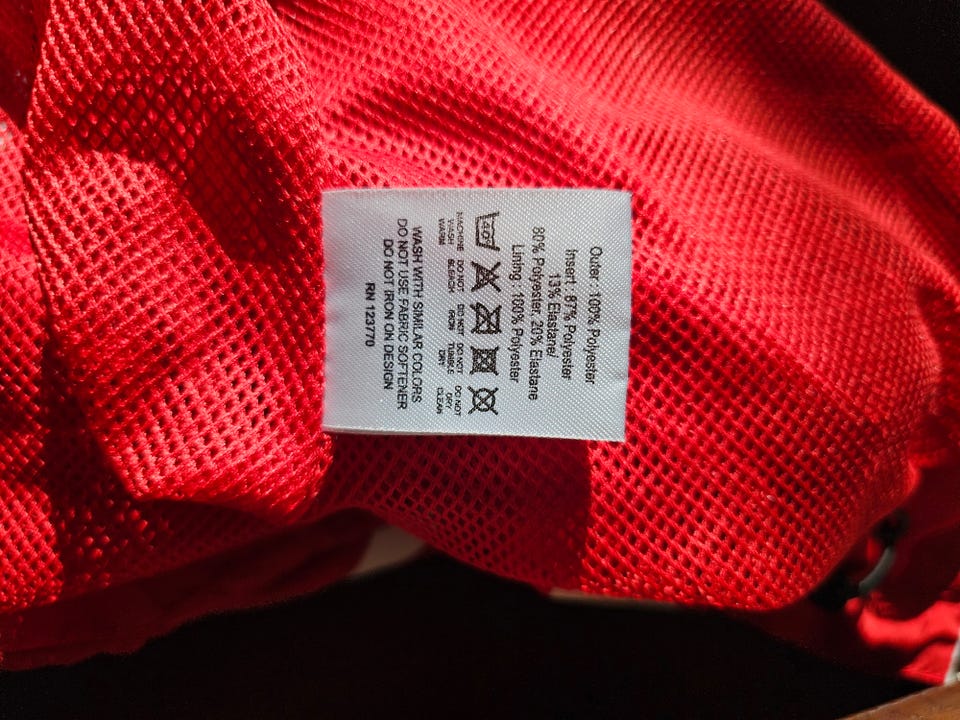 Outer : 100% Polyester
Insert : 87% Polyester
13% Elastane/
80% Polyester, 20% Elastane
Lining : 100% Polyester
40
MACHINE WASH WARM
DO NOT BLEACH
DO NOT IRON
DO NOT TUMBLE DRY
DO NOT DRY CLEAN
WASH WITH SIMILAR COLORS
DO NOT USE FABRIC SOFTENER
DO NOT IRON ON DESIGN
RN 123770